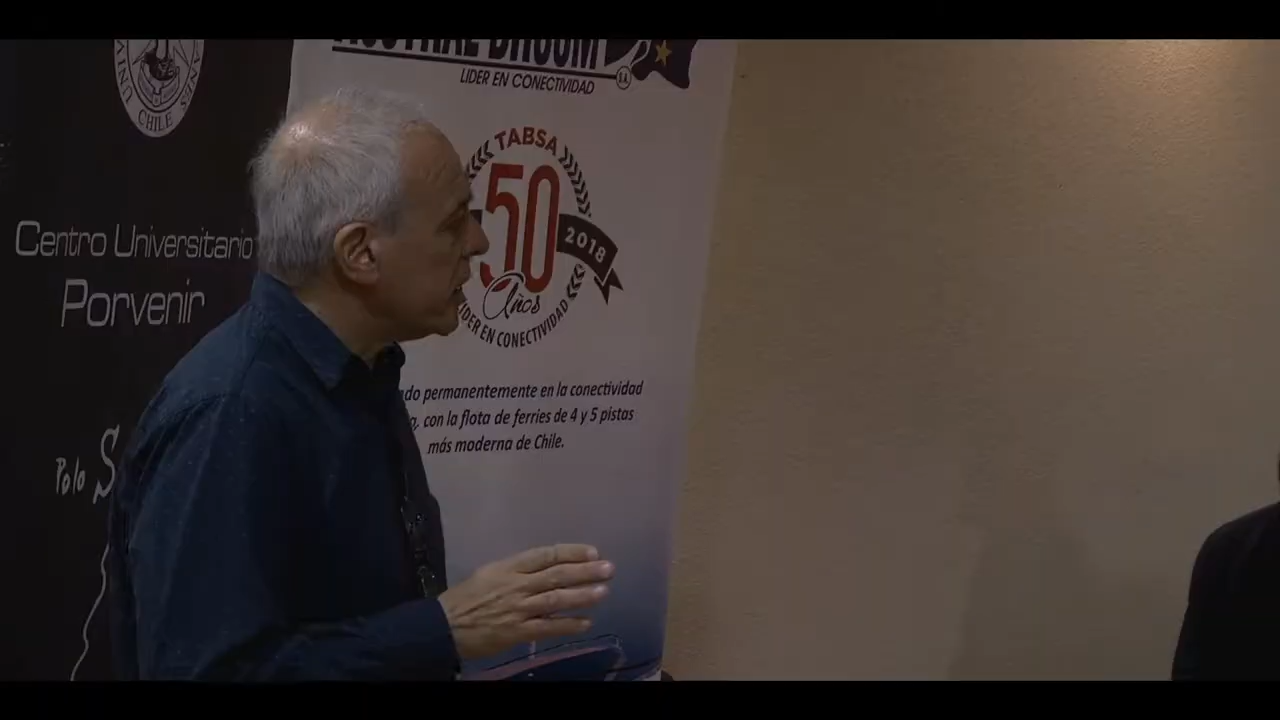 CHILE
Centro Universitario
Porvenir
Polo S
LIDER EN CONECTIVIDAD
S.A.
TABSA
50
2018
Años
LIDER EN CONECTIVIDAD
do permanentemente en la conectividad
g. con la flota de ferries de 4 y 5 pistas
más moderna de Chile.